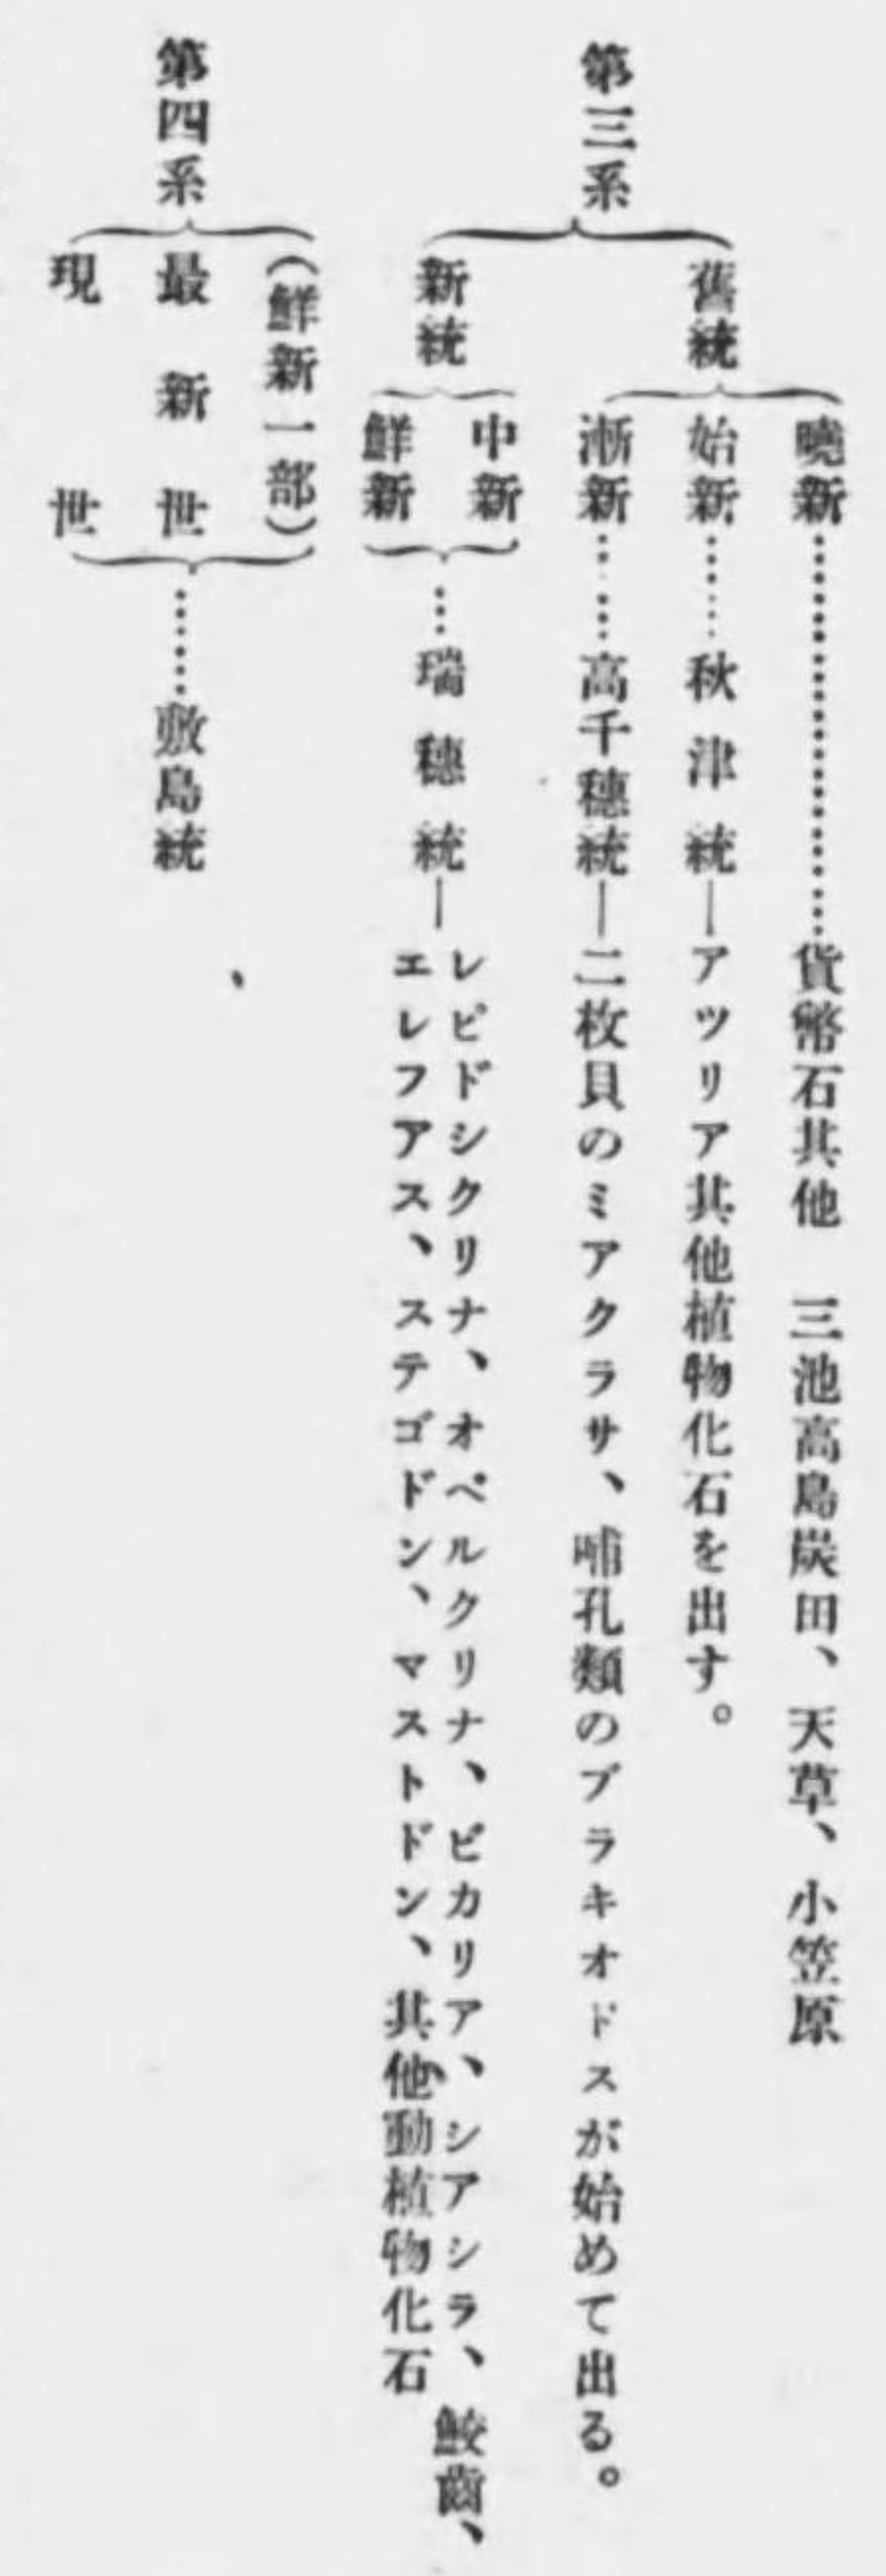 第三系
舊統
曉新………………貨幣石其他　三池高島炭田、天草、小笠原
始新……秋津統―アツリア其他植物化石を出す。
漸新……高千穗統―二枚貝のミアクラサ、哺孔類のブラキオドスが始めて出る。
新統
中新
鮮新
…瑞穗統―
レピドシクリナ、オペルクリナ、ビカリア、シアシラ、鮫齒、
エレフアス、ステゴドン、マストドン、其他動植物化石
第四系
(鮮新一部)
最新世
現世
……敷島統